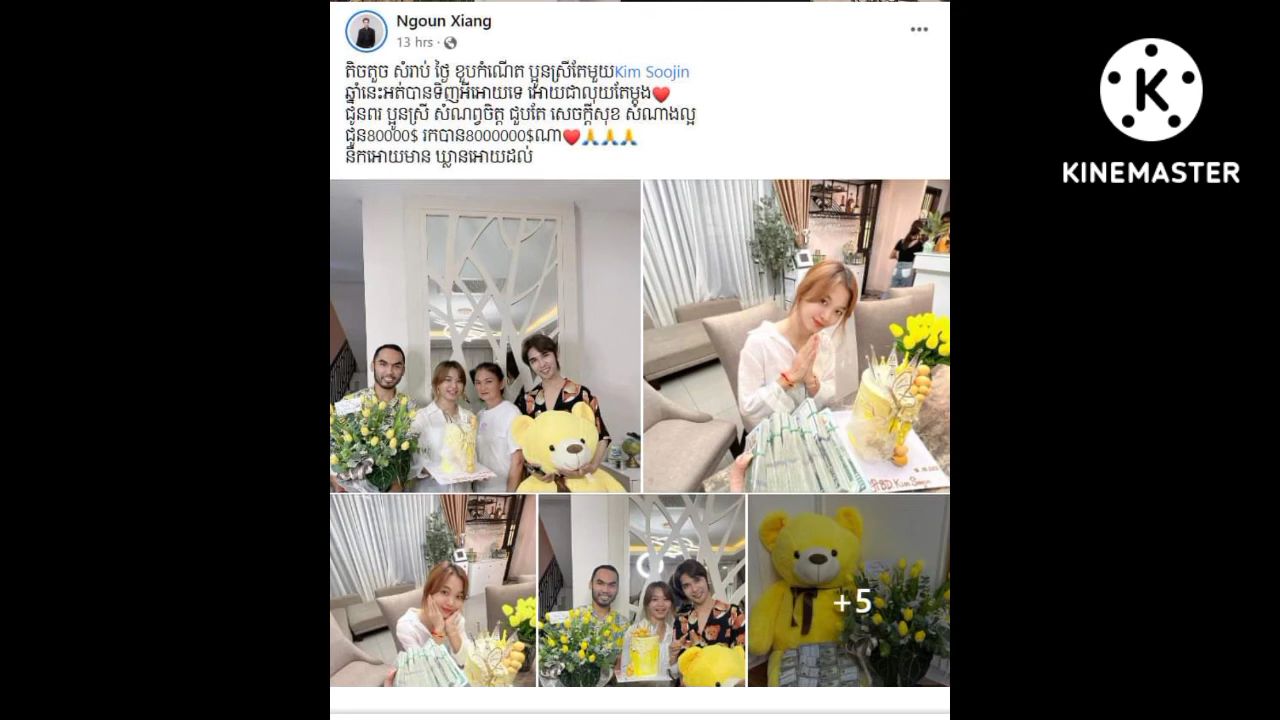 Ngoun Xiang
13 hrs ·
តិចតួច សំរាប់ ថ្ងៃ ខួបកំណើត ប្អូនស្រីតែមួយKim Soojin
ឆ្នាំនេះអត់បានទិញអីអោយទេ អោយជាលុយតែម្តង❤️
ជូនពរ ប្អូនស្រី សំណព្វចិត្ត ជួបតែ សេចក្តីសុខ សំណាងល្អ
ជូន80000$ រកបាន8000000$ណា❤️🙏🙏🙏
នឹកអោយមាន ឃ្លានអោយដល់
KINEMASTER
+5